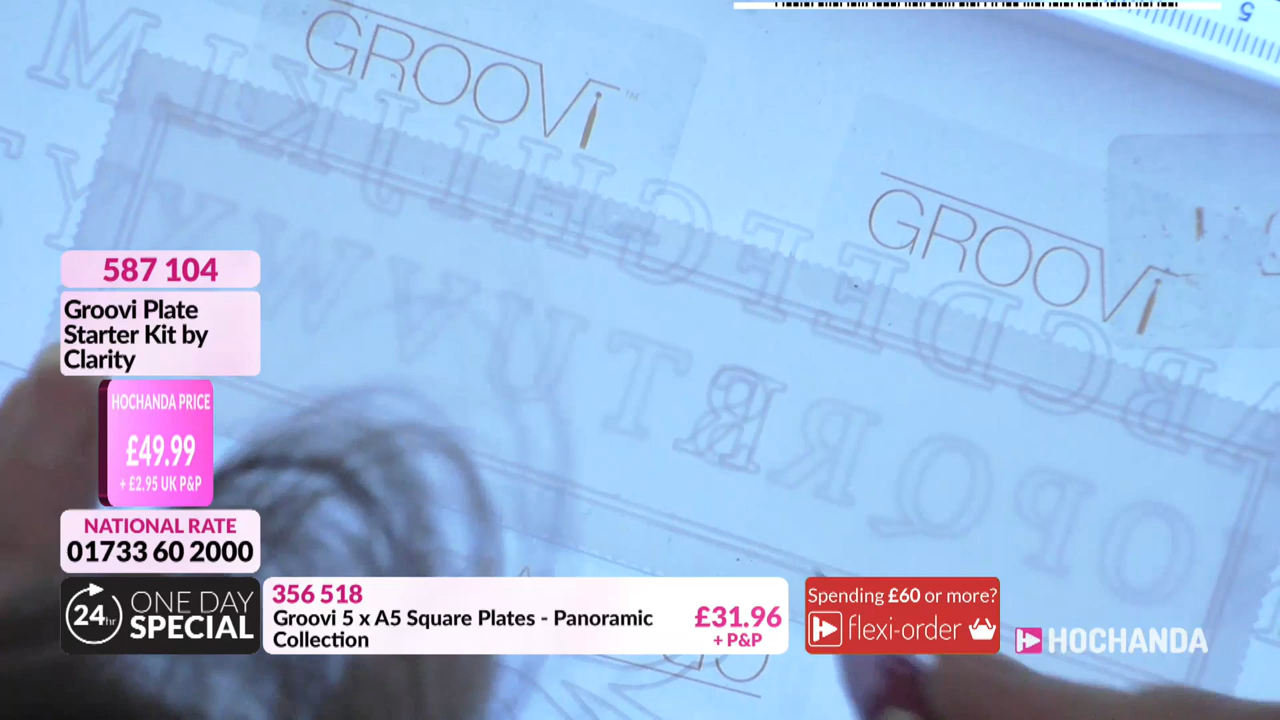 GROOVi™
GROOVi
5
M L K J I H G F E D C B A
Y W V U T R R Q P O
587 104
Groovi Plate
Starter Kit by
Clarity
HOCHANDA PRICE
£49.99
+ £2.95 UK P&P
NATIONAL RATE
01733 60 2000
24hr
ONE DAY
SPECIAL
356 518
Groovi 5 x A5 Square Plates - Panoramic
Collection
£31.96
+ P&P
Spending £60 or more?
flexi-order
HOCHANDA